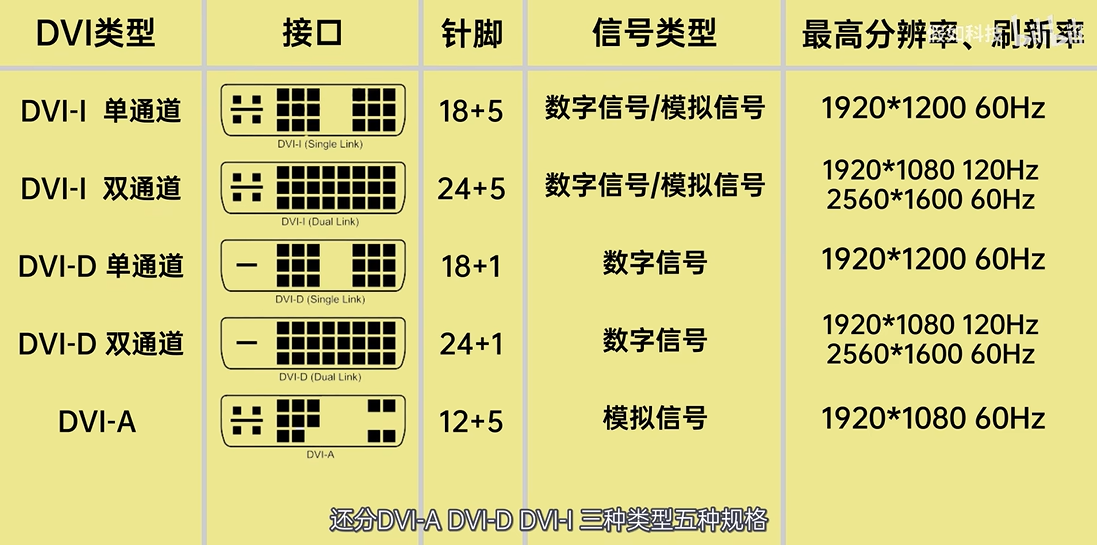 DVI类型 接口 针脚 信号类型 最高分辨率、刷新率
DVI-I 单通道 18+5 数字信号/模拟信号 1920*1200 60Hz
DVI-I (Single Link)
DVI-I 双通道 24+5 数字信号/模拟信号 1920*1080 120Hz
2560*1600 60Hz
DVI-I (Dual Link)
DVI-D 单通道 18+1 数字信号 1920*1200 60Hz
DVI-D (Single Link)
DVI-D 双通道 24+1 数字信号 1920*1080 120Hz
2560*1600 60Hz
DVI-D (Dual Link)
DVI-A 12+5 模拟信号 1920*1080 60Hz
DVI-A
还分DVI-A DVI-D DVI-I 三种类型五种规格